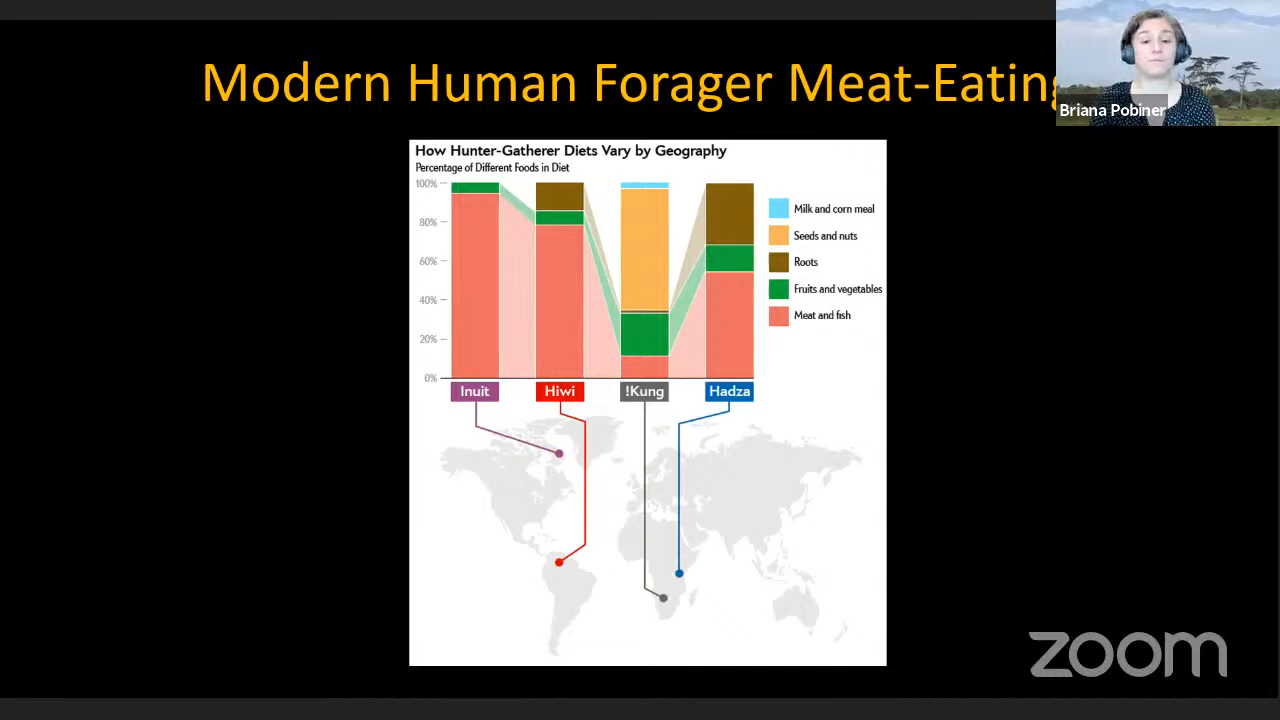 Modern Human Forager Meat-Eating
Briana Pobiner
How Hunter-Gatherer Diets Vary by Geography
Percentage of Different Foods in Diet
100%
80%
60%
40%
20%
0%
Milk and corn meal
Seeds and nuts
Roots
Fruits and vegetables
Meat and fish
Inuit
Hiwi
!Kung
Hadza
zoom